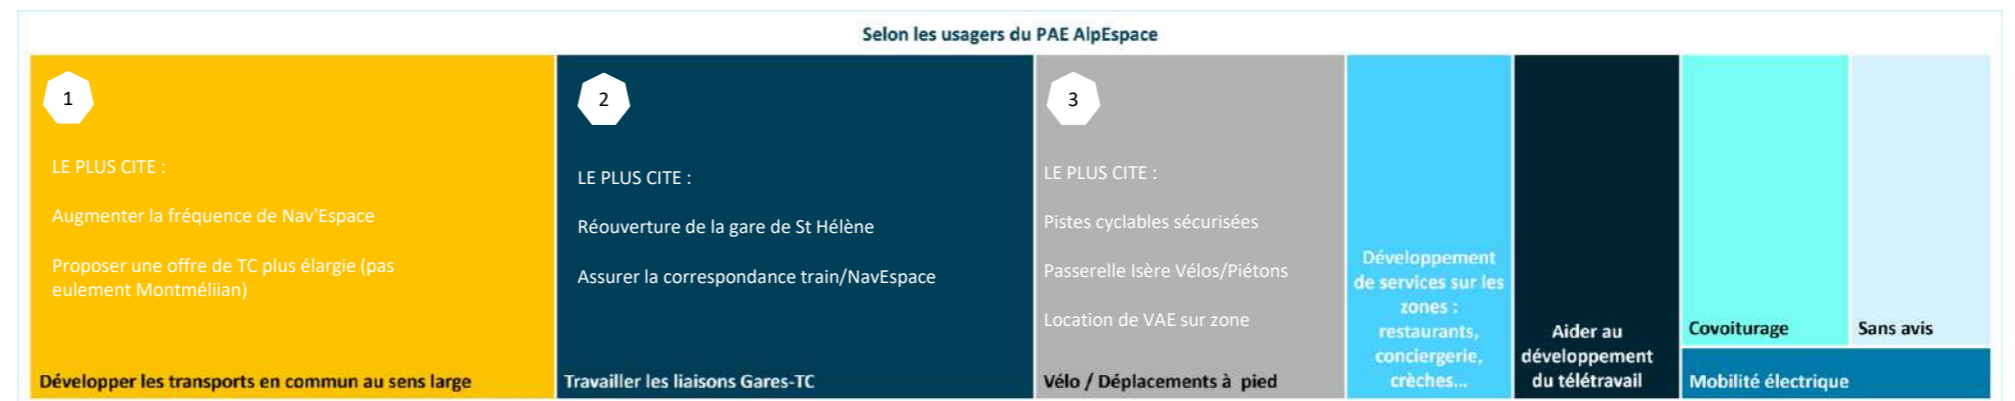 Selon les usagers du PAE AlpEspace
1
LE PLUS CITE :
Augmenter la fréquence de Nav'Espace
Proposer une offre de TC plus élargie (pas
eulement Montméliian)
Développer les transports en commun au sens large
2
LE PLUS CITE :
Réouverture de la gare de St Hélène
Assurer la correspondance train/NavEspace
Travailler les liaisons Gares-TC
3
LE PLUS CITE :
Pistes cyclables sécurisées
Passerelle Isère Vélos/Piétons
Location de VAE sur zone
Vélo / Déplacements à pied
Développement
de services sur les
zones :
restaurants,
conciergerie,
crèches...
Aider au
développement
du télétravail
Covoiturage
Sans avis
Mobilité électrique